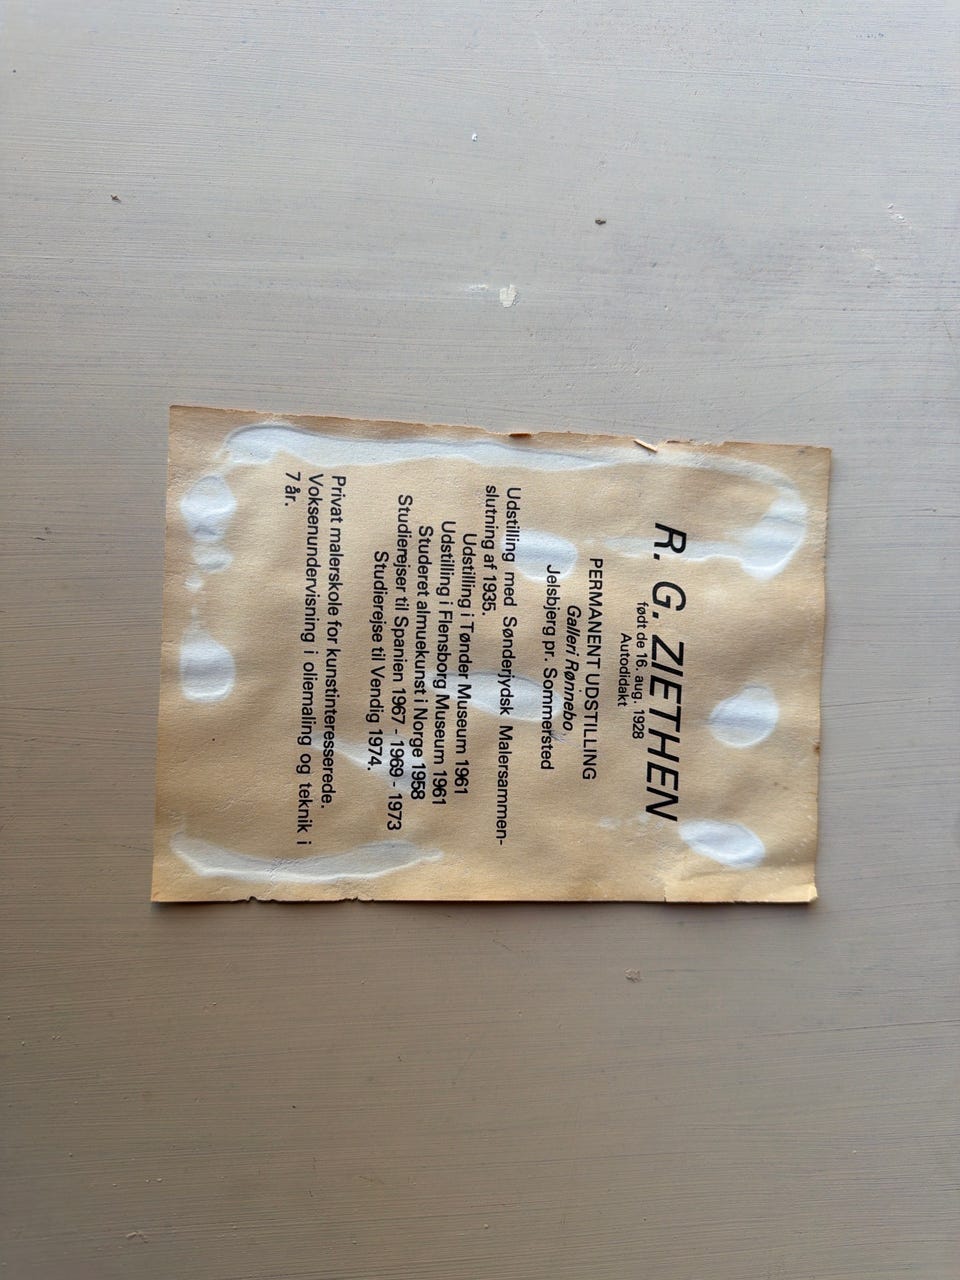 R. G. ZIETHEN
født de 16. aug. 1928
Autodidakt
PERMANENT UDSTILLING
Galleri Rønnebo
Jelsbjerg pr. Sommersted
Udstilling med Sønderjydsk Malersammen-
slutning af 1935.
Udstilling i Tønder Museum 1961
Udstilling i Flensborg Museum 1961
Studeret almuekunst i Norge 1958
Studierejser til Spanien 1967 - 1969 - 1973
Studierejse til Vendig 1974.
Privat malerskole for kunstinteresserede.
Voksenundervisning i oliemaling og teknik i
7 år.